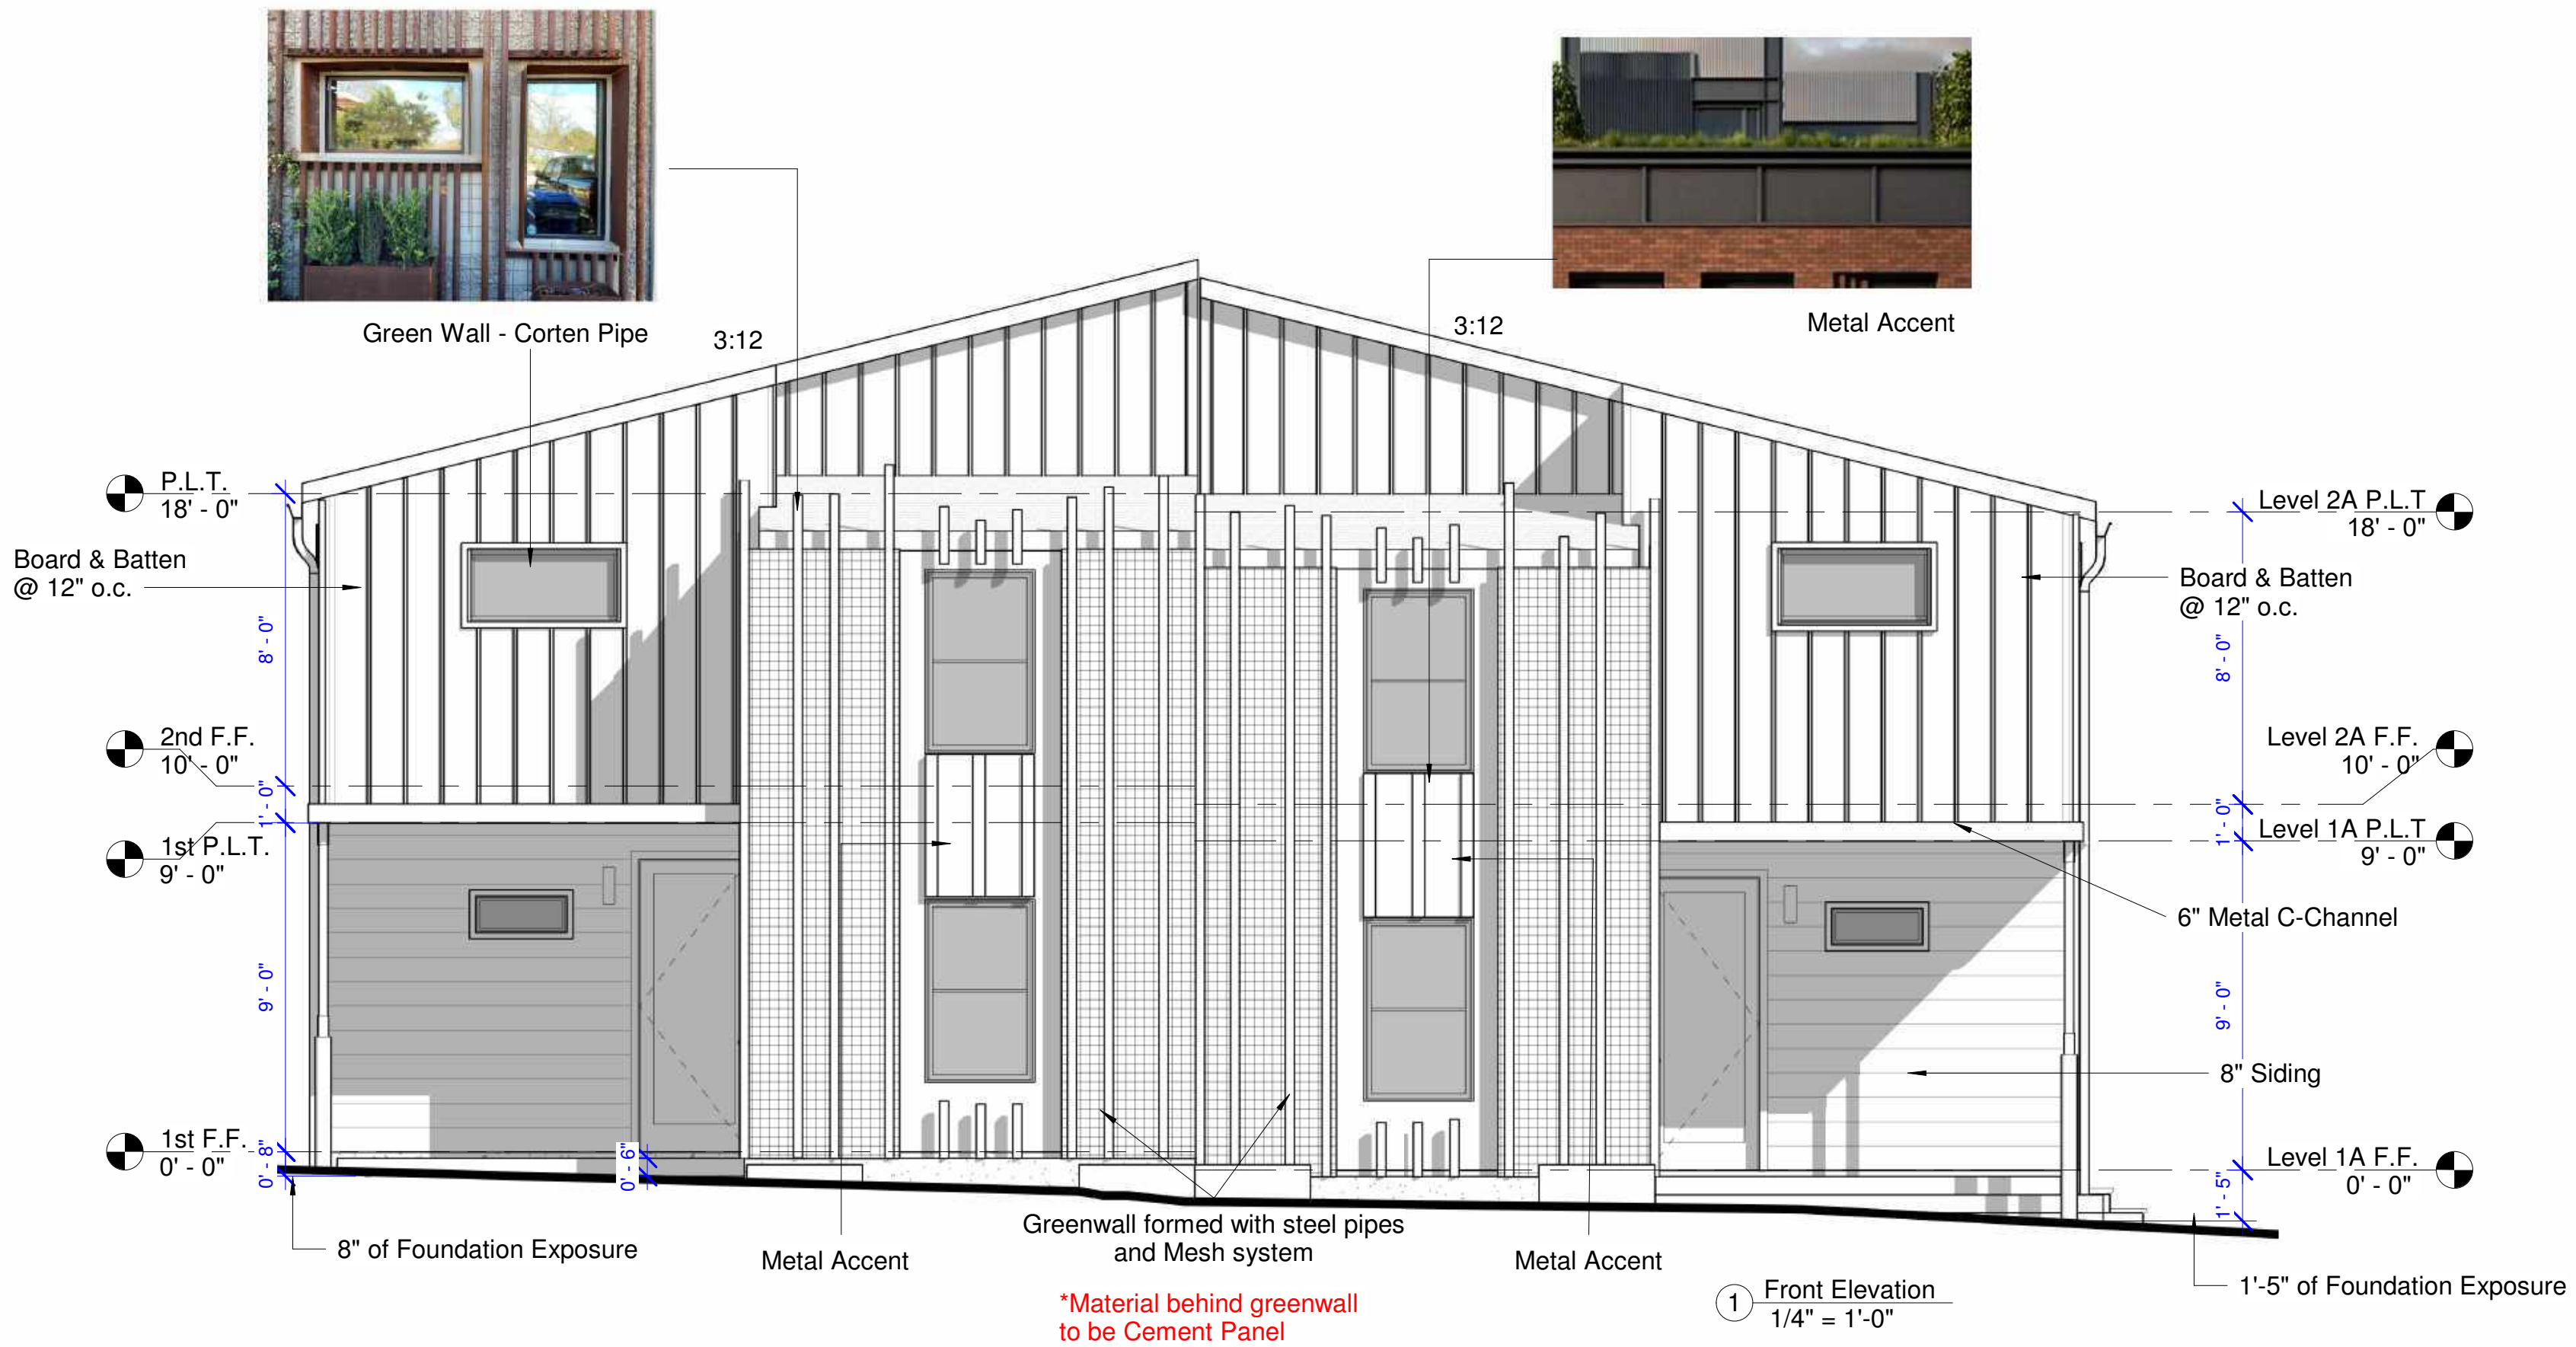 Green Wall - Corten Pipe
Metal Accent
3:12
3:12
P.L.T.
18' - 0"
Board & Batten
@ 12" o.c.
8' - 0"
2nd F.F.
10' - 0"
1' - 0"
1st P.L.T.
9' - 0"
9' - 0"
1st F.F.
0' - 0"
0' - 8"
0' - 6"
8" of Foundation Exposure
Metal Accent
Greenwall formed with steel pipes
and Mesh system
*Material behind greenwall
to be Cement Panel
Metal Accent
1 Front Elevation
1/4" = 1'-0"
Level 2A P.L.T
18' - 0"
Board & Batten
@ 12" o.c.
8' - 0"
Level 2A F.F.
10' - 0"
1' - 0"
Level 1A P.L.T
9' - 0"
6" Metal C-Channel
9' - 0"
8" Siding
Level 1A F.F.
0' - 0"
1' - 5"
1'-5" of Foundation Exposure